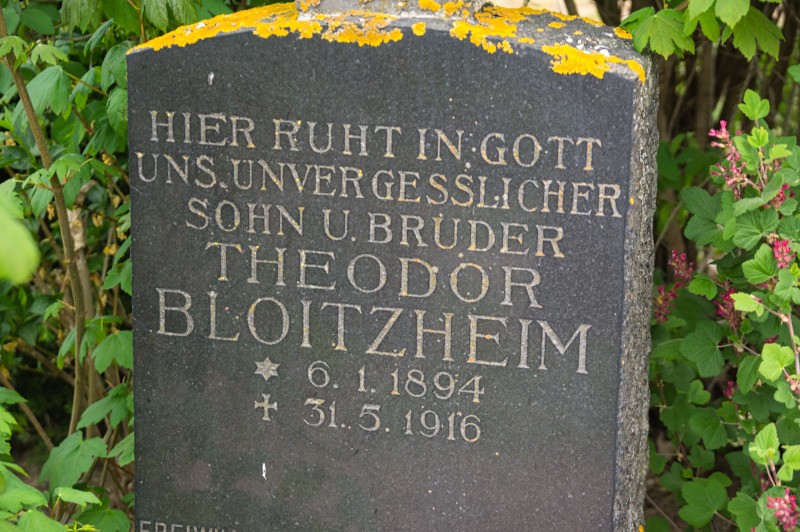 HIER RUHT IN GOTT
UNS. UNVERGESSLICHER
SOHN U. BRUDER
THEODOR
BLOITZHEIM
* 6. 1. 1894
✠ 31. 5. 1916